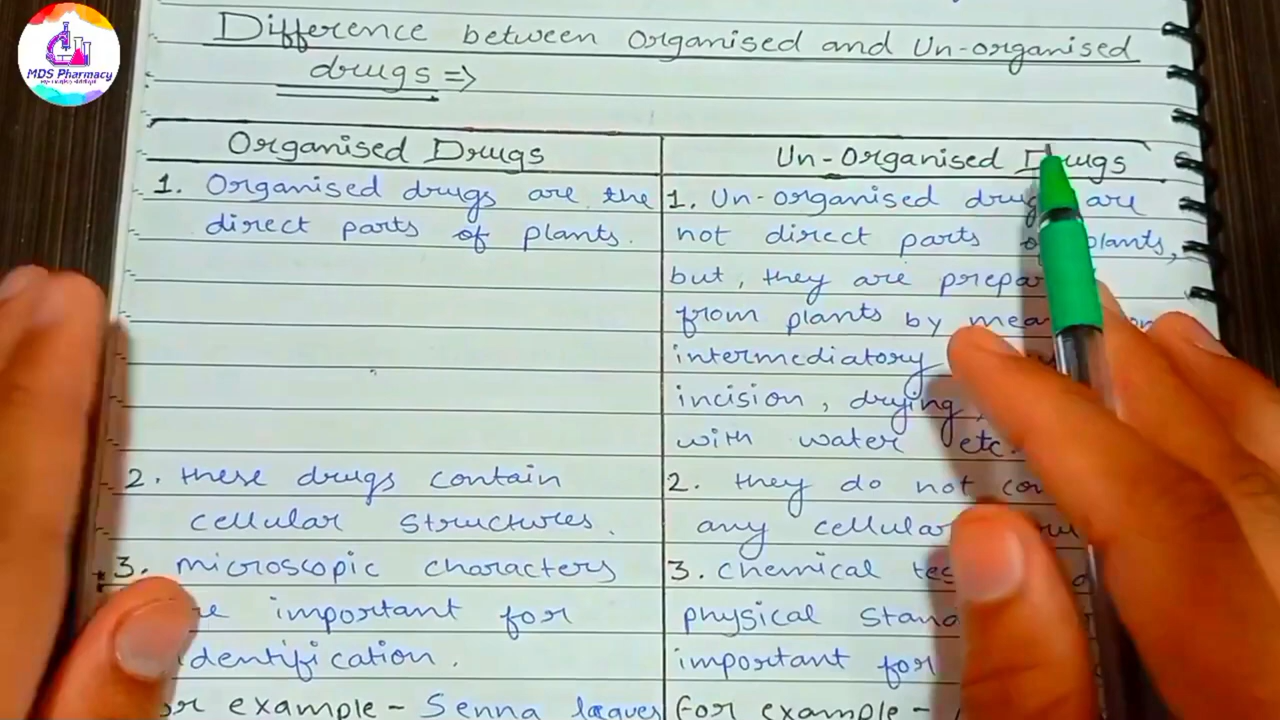 MDS Pharmacy
Difference between Organised and Un-organised
drugs =>
Organised Drugs
1. Organised drugs are the
direct parts of plants.
2. these drugs contain
cellular structures.
3. microscopic characters
important for
identification.
example - Senna leaves
Un-Organised Drugs
1. Un-organised are
not direct parts plants,
but, they are
from plants by
intermediatory
incision, drying,
with water etc.
2. they do not
any cellular
3. Chemical
physical
important for
For example -